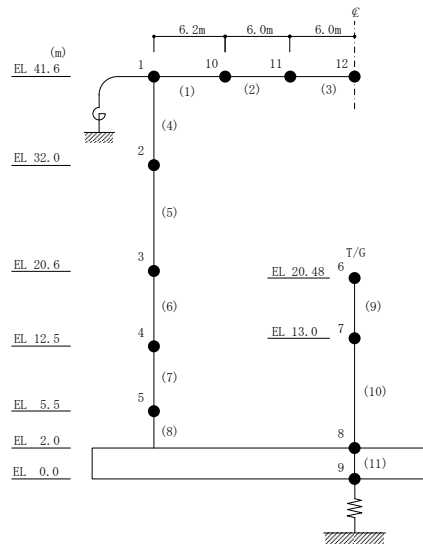 ℄
6.2m 6.0m 6.0m
(m)
1 10 11 12
EL 41.6
(1) (2) (3)
(4)
2
EL 32.0
(5)
T/G
3
EL 20.6
EL 20.48 6
(6) (9)
EL 13.0 7
4
EL 12.5
(7)
(10)
5
EL 5.5
(8) 8
EL 2.0
(11)
9
EL 0.0